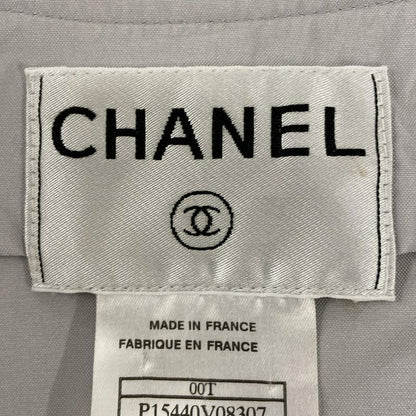 CHANEL
MADE IN FRANCE
FABRIQUE EN FRANCE
00T
P15440V08307